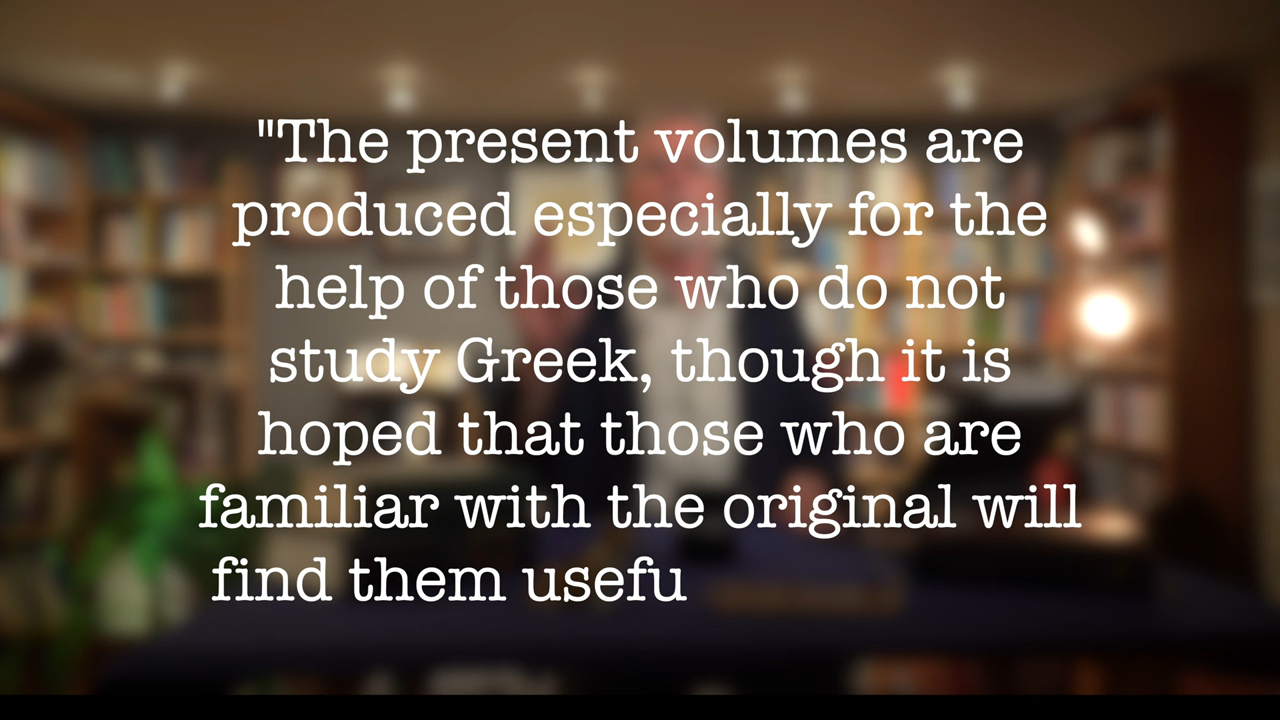 "The present volumes are
produced especially for the
help of those who do not
study Greek, though it is
hoped that those who are
familiar with the original will
find them usefu